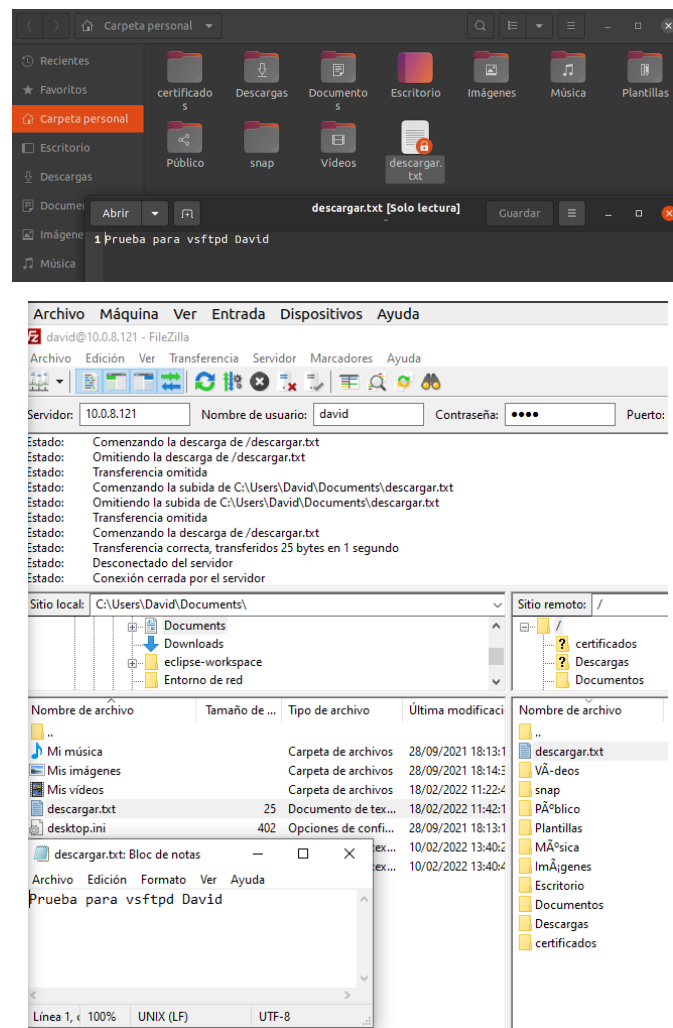 Carpeta personal
Recientes
Favoritos
Carpeta personal
Escritorio
Descargas
Docume
Imágene
Música
certificado
s
Descargas
Documento
s
Escritorio
Imágenes
Música
Plantillas
Público
snap
Vídeos
descargar.
txt
Abrir
descargar.txt [Solo lectura]
~
Guardar
1 Prueba para vsftpd David
Archivo Máquina Ver Entrada Dispositivos Ayuda
david@10.0.8.121 - FileZilla
Archivo Edición Ver Transferencia Servidor Marcadores Ayuda
Servidor: 10.0.8.121 Nombre de usuario: david Contraseña: •••• Puerto:
Estado: Comenzando la descarga de /descargar.txt
Estado: Omitiendo la descarga de /descargar.txt
Estado: Transferencia omitida
Estado: Comenzando la subida de C:\Users\David\Documents\descargar.txt
Estado: Omitiendo la subida de C:\Users\David\Documents\descargar.txt
Estado: Transferencia omitida
Estado: Comenzando la descarga de /descargar.txt
Estado: Transferencia correcta, transferidos 25 bytes en 1 segundo
Estado: Desconectado del servidor
Estado: Conexión cerrada por el servidor
Sitio local: C:\Users\David\Documents\
Documents
Downloads
eclipse-workspace
Entorno de red
Sitio remoto: /
/
? certificados
? Descargas
Documentos
Nombre de archivo Tamaño de ... Tipo de archivo Última modificaci
..
Mi música Carpeta de archivos 28/09/2021 18:13:1
Mis imágenes Carpeta de archivos 28/09/2021 18:14:3
Mis vídeos Carpeta de archivos 18/02/2022 11:22:4
descargar.txt 25 Documento de tex... 18/02/2022 11:42:1
desktop.ini 402 Opciones de confi... 28/09/2021 18:13:1
tex... 10/02/2022 13:40:2
tex... 10/02/2022 13:40:4
Nombre de archivo
..
descargar.txt
VÃ-deos
snap
PÃºblico
Plantillas
MÃºsica
ImÃ¡genes
Escritorio
Documentos
Descargas
certificados
descargar.txt: Bloc de notas
Archivo Edición Formato Ver Ayuda
Prueba para vsftpd David
Línea 1, c 100% UNIX (LF) UTF-8